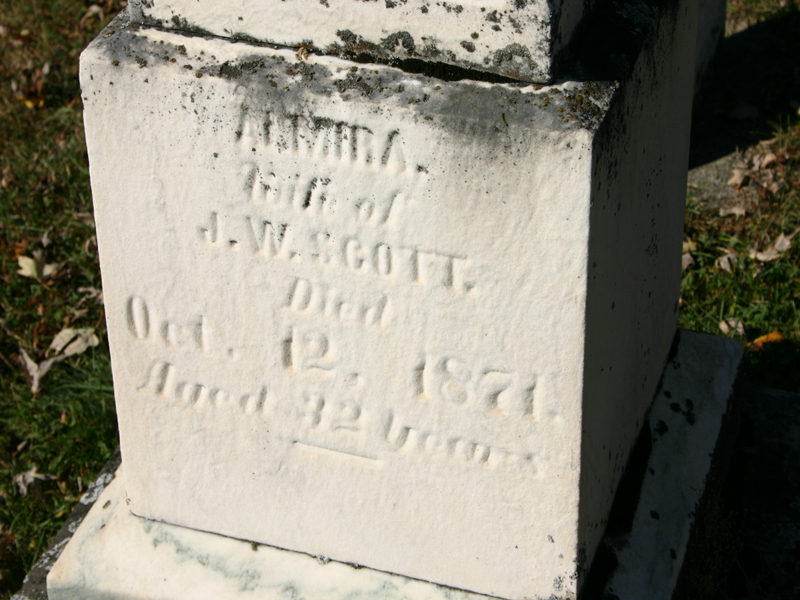 ALMIRA.
Wife of
J. W. SCOTT.
Died
Oct. 12, 1871.
Aged 32 years